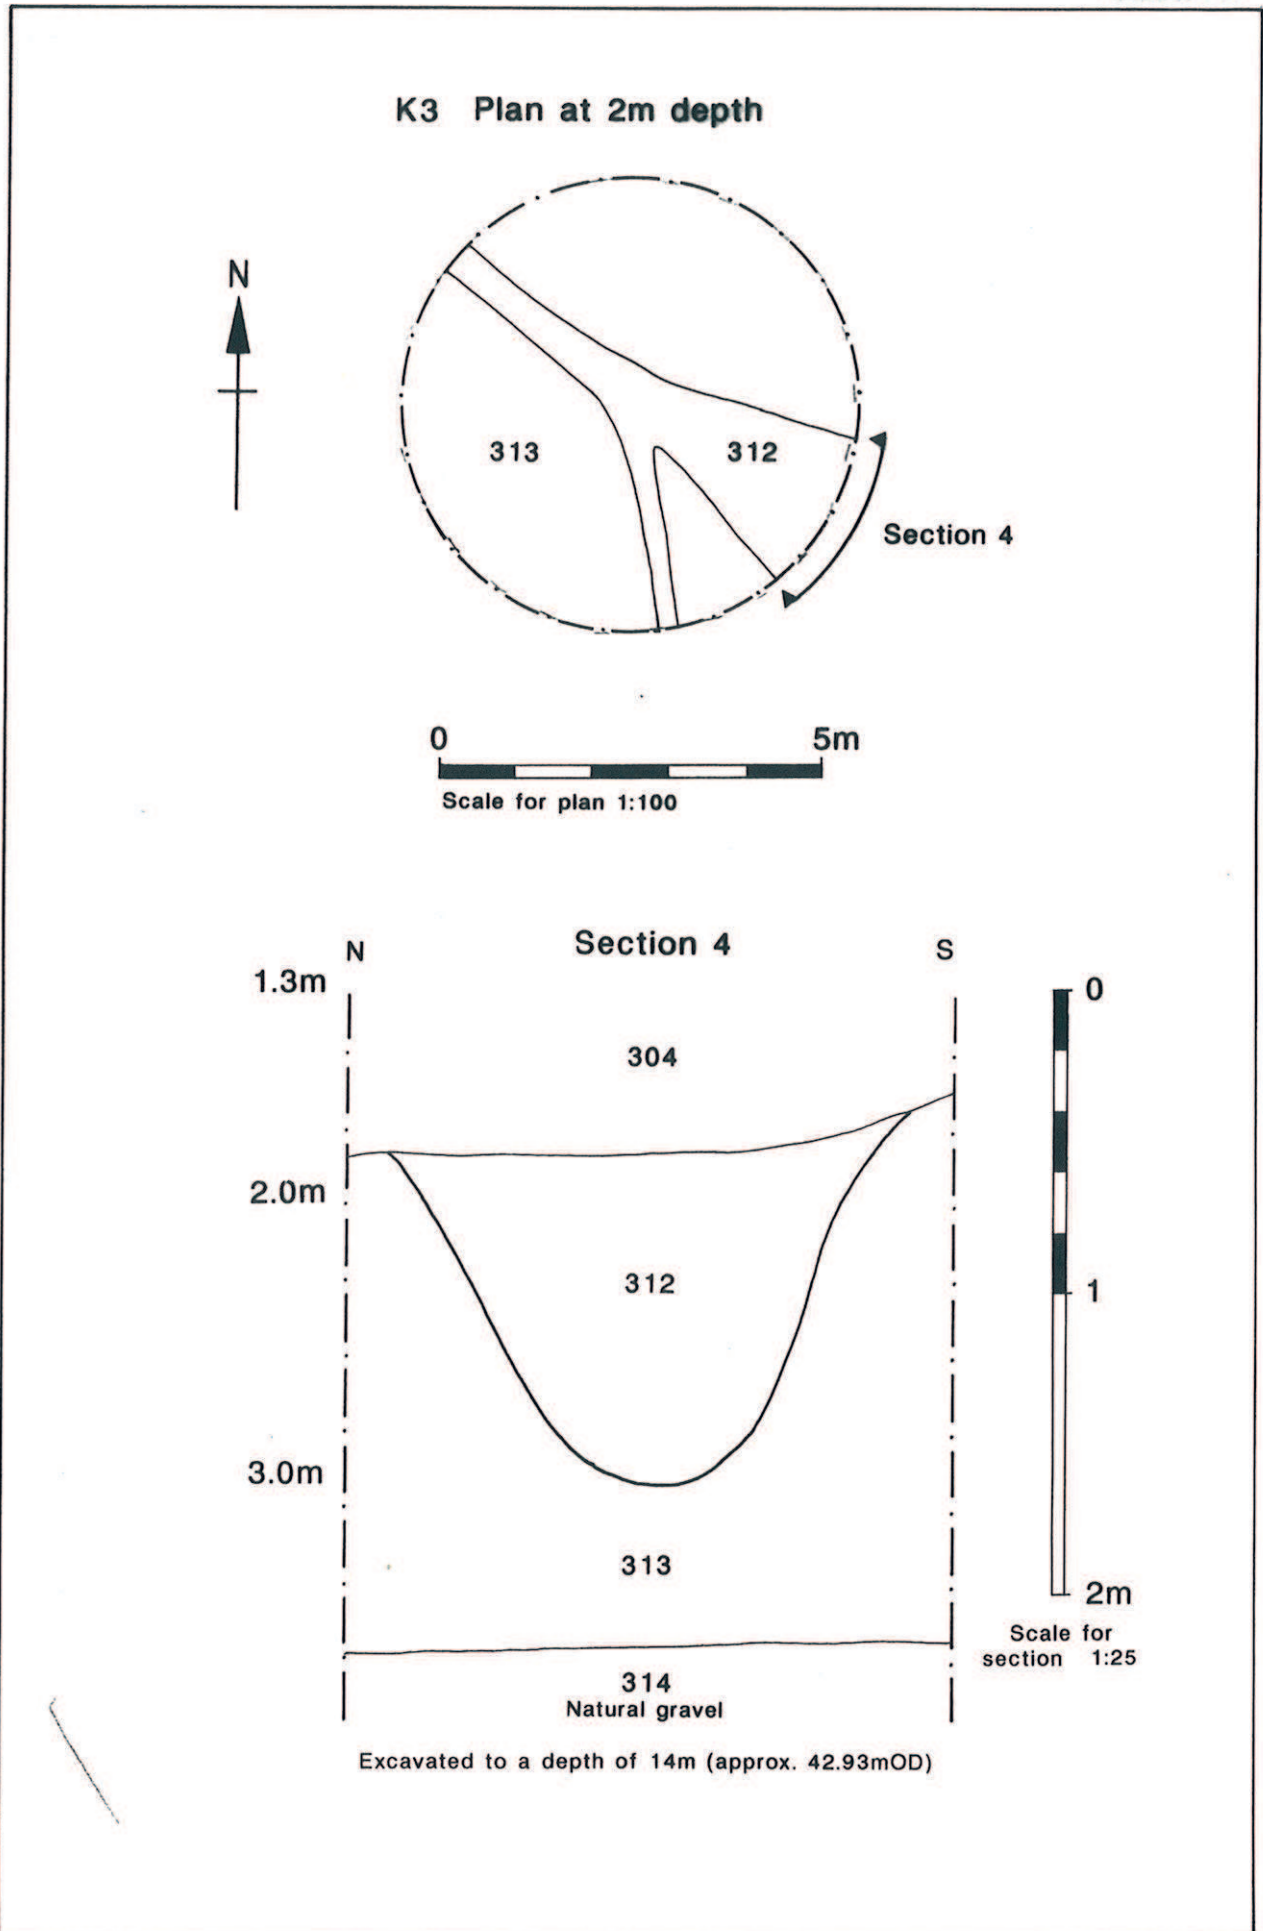 K3 Plan at 2m depth
N
313
312
Section 4
0
5m
Scale for plan 1:100
Section 4
N
S
1.3m
0
304
2.0m
312
1
3.0m
313
2m
Scale for
section 1:25
314
Natural gravel
Excavated to a depth of 14m (approx. 42.93mOD)